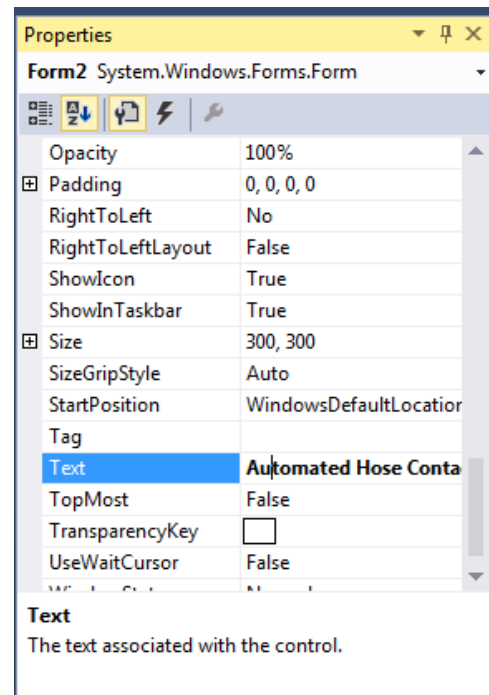 Properties
Form2 System.Windows.Forms.Form
Opacity 100%
Padding 0, 0, 0, 0
RightToLeft No
RightToLeftLayout False
ShowIcon True
ShowInTaskbar True
Size 300, 300
SizeGripStyle Auto
StartPosition WindowsDefaultLocation
Tag
Text Automated Hose Conta
TopMost False
TransparencyKey
UseWaitCursor False
Text
The text associated with the control.